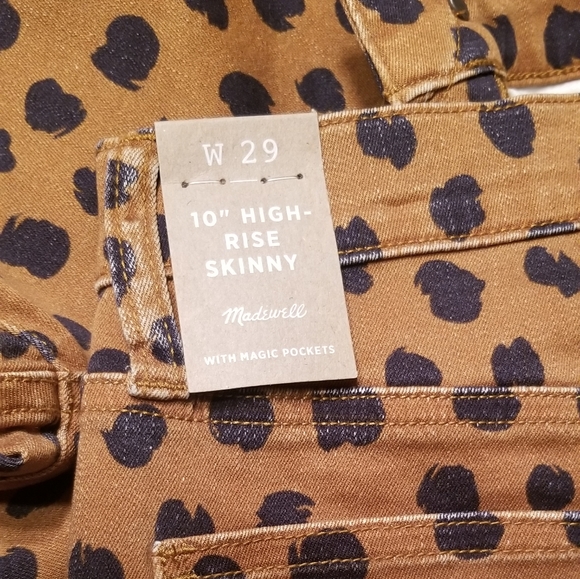 W 29
10" HIGH-
RISE
SKINNY
Madewell
WITH MAGIC POCKETS